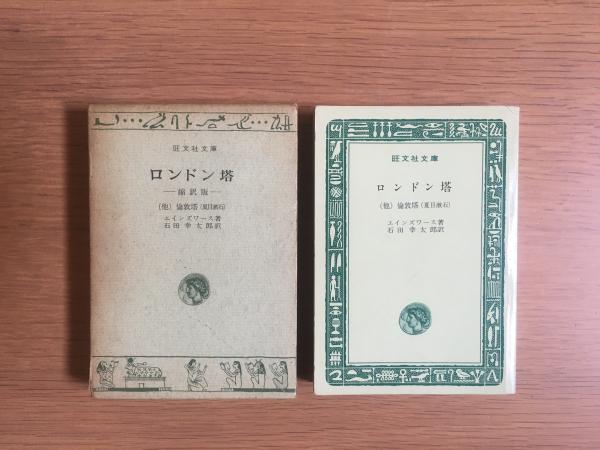 旺文社文庫
ロンドン塔
―縮訳版―
(他) 倫敦塔 (夏目漱石)
エインズワース著
石田幸太郎訳
旺文社文庫
ロンドン塔
(他) 倫敦塔 (夏目漱石)
エインズワース著
石田幸太郎訳